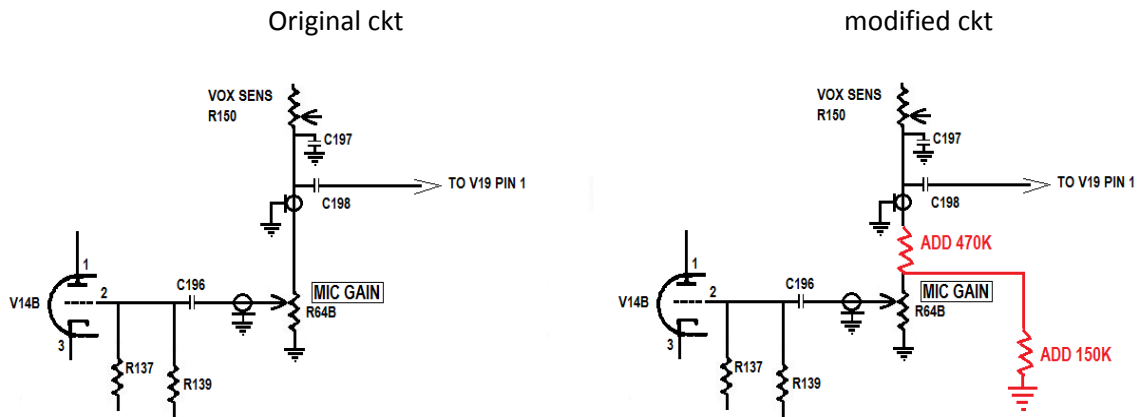 Original ckt
VOX SENS
R150
C197
TO V19 PIN 1
C198
1
C196
MIC GAIN
V14B
2
R64B
3
R137
R139
modified ckt
VOX SENS
R150
C197
TO V19 PIN 1
C198
ADD 470K
1
C196
MIC GAIN
V14B
2
R64B
3
ADD 150K
R137
R139